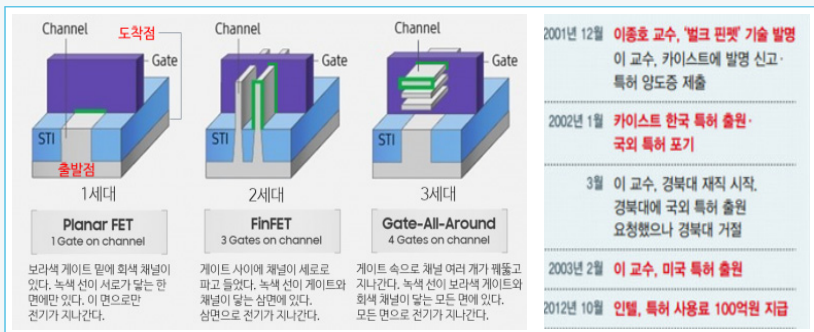 Channel
도착점
Gate
STI
출발점
1세대
Planar FET
1 Gate on channel
보라색 게이트 밑에 회색 채널이
있다. 녹색 선이 서로가 닿는 한
면에만 있다. 이 면으로만
전기가 지나간다.
Channel
Gate
STI
2세대
FinFET
3 Gates on channel
게이트 사이에 채널이 세로로
파고 들었다. 녹색 선이 게이트와
채널이 닿는 삼면에 있다.
삼면으로 전기가 지나간다.
Channel
Gate
STI
3세대
Gate-All-Around
4 Gates on channel
게이트 속으로 채널 여러 개가 꿰뚫고
지나간다. 녹색 선이 보라색 게이트와
회색 채널이 닿는 모든 면에 있다.
모든 면으로 전기가 지나간다.
2001년 12월 이종호 교수, '벌크 핀펫' 기술 발명
이 교수, 카이스트에 발명 신고·
특허 양도증 제출
2002년 1월 카이스트 한국 특허 출원·
국외 특허 포기
3월 이 교수, 경북대 재직 시작,
경북대에 국외 특허 출원
요청했으나 경북대 거절
2003년 2월 이 교수, 미국 특허 출원
2012년 10월 인텔, 특허 사용료 100억원 지급